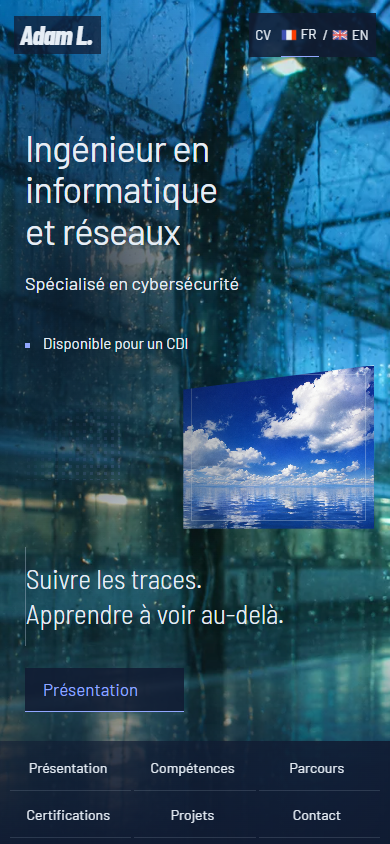 Adam L.
CV FR / EN
Ingénieur en
informatique
et réseaux
Spécialisé en cybersécurité
Disponible pour un CDI
Suivre les traces.
Apprendre à voir au-delà.
Présentation
Présentation Compétences Parcours
Certifications Projets Contact